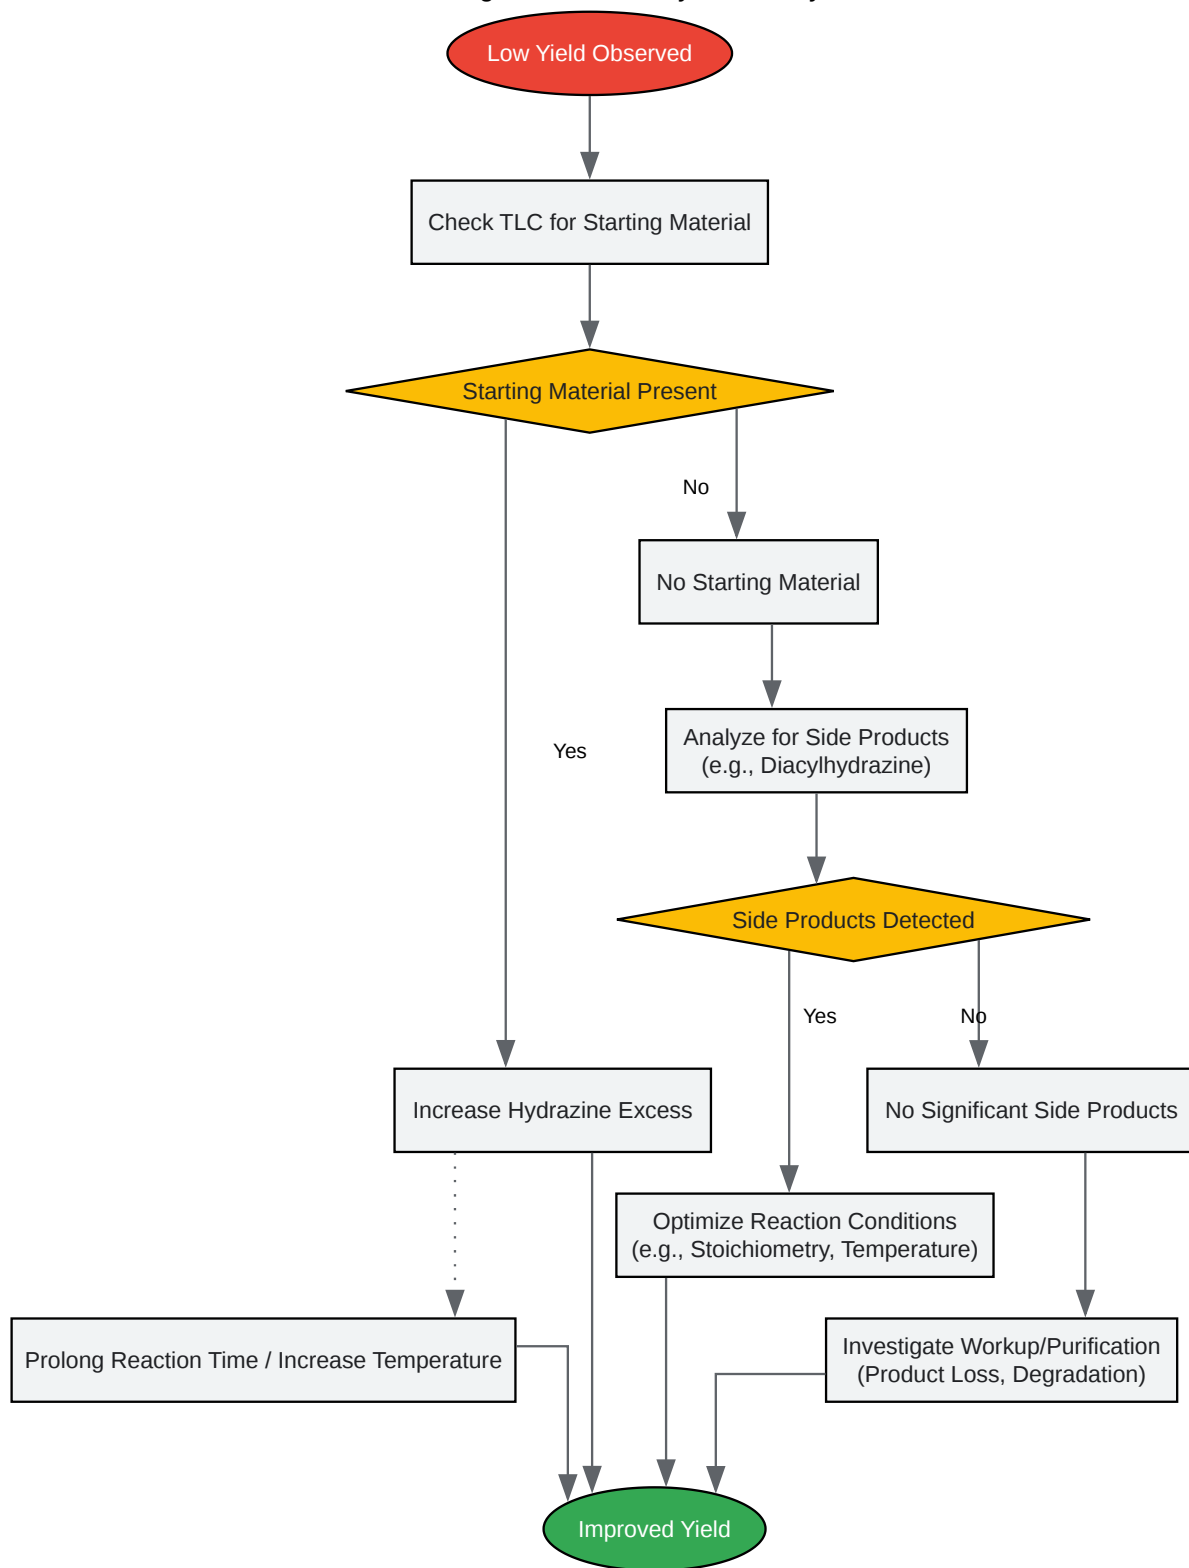 Low Yield Observed
Check TLC for Starting Material
Starting Material Present
No
No Starting Material
Analyze for Side Products
(e.g., Diacylhydrazine)
Yes
Side Products Detected
Yes
No
Increase Hydrazine Excess
No Significant Side Products
Optimize Reaction Conditions
(e.g., Stoichiometry, Temperature)
Prolong Reaction Time / Increase Temperature
Investigate Workup/Purification
(Product Loss, Degradation)
Improved Yield